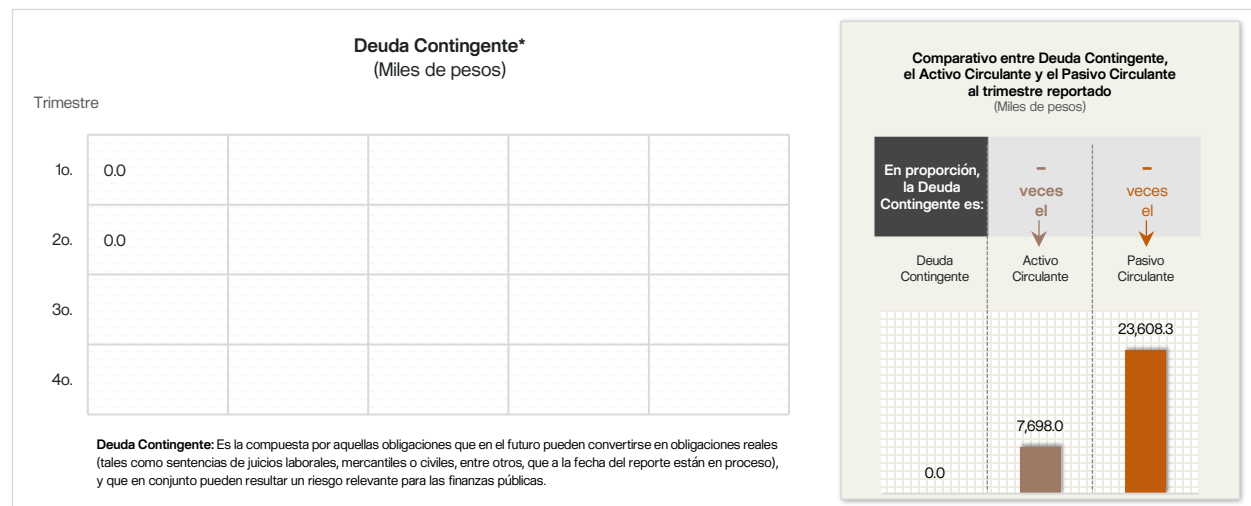 Deuda Contingente*
(Miles de pesos)
Trimestre
1o. 0.0
2o. 0.0
3o.
4o.
Deuda Contingente: Es la compuesta por aquellas obligaciones que en el futuro pueden convertirse en obligaciones reales
(tales como sentencias de juicios laborales, mercantiles o civiles, entre otros, que a la fecha del reporte están en proceso),
y que en conjunto pueden resultar un riesgo relevante para las finanzas públicas.
Comparativo entre Deuda Contingente,
el Activo Circulante y el Pasivo Circulante
al trimestre reportado
(Miles de pesos)
En proporción,
la Deuda
Contingente es:
–
veces
el
–
veces
el
Deuda
Contingente
Activo
Circulante
Pasivo
Circulante
0.0
7,698.0
23,608.3